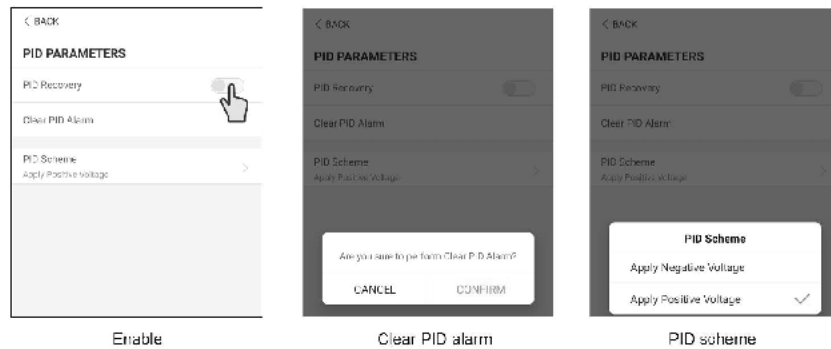 < BACK
PID PARAMETERS
PID Recovery
Clear PID Alarm
PID Scheme
Apply Positive Voltage
Enable
< BACK
PID PARAMETERS
PID Recovery
Clear PID Alarm
PID Scheme
Apply Positive Voltage
Are you sure to perform Clear PID Alarm?
CANCEL CONFIRM
Clear PID alarm
< BACK
PID PARAMETERS
PID Recovery
Clear PID Alarm
PID Scheme
Apply Positive Voltage
PID Scheme
Apply Negative Voltage
Apply Positive Voltage
PID scheme